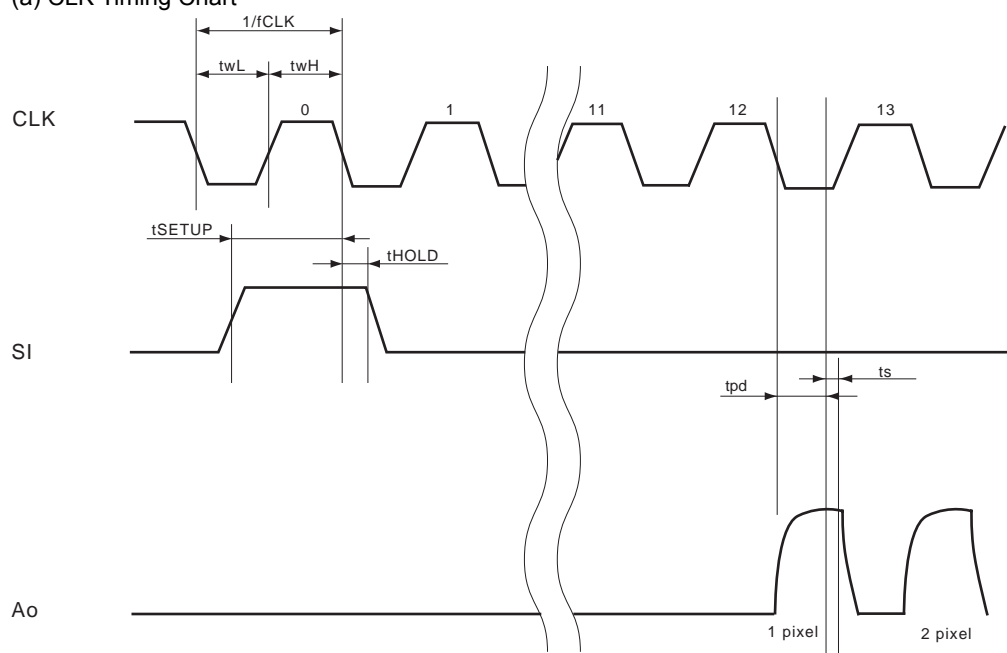 (a) CLK Timing Chart
1/fCLK
twL twH
CLK
0 1 11 12 13
tSETUP
tHOLD
SI
tpd ts
Ao
1 pixel 2 pixel